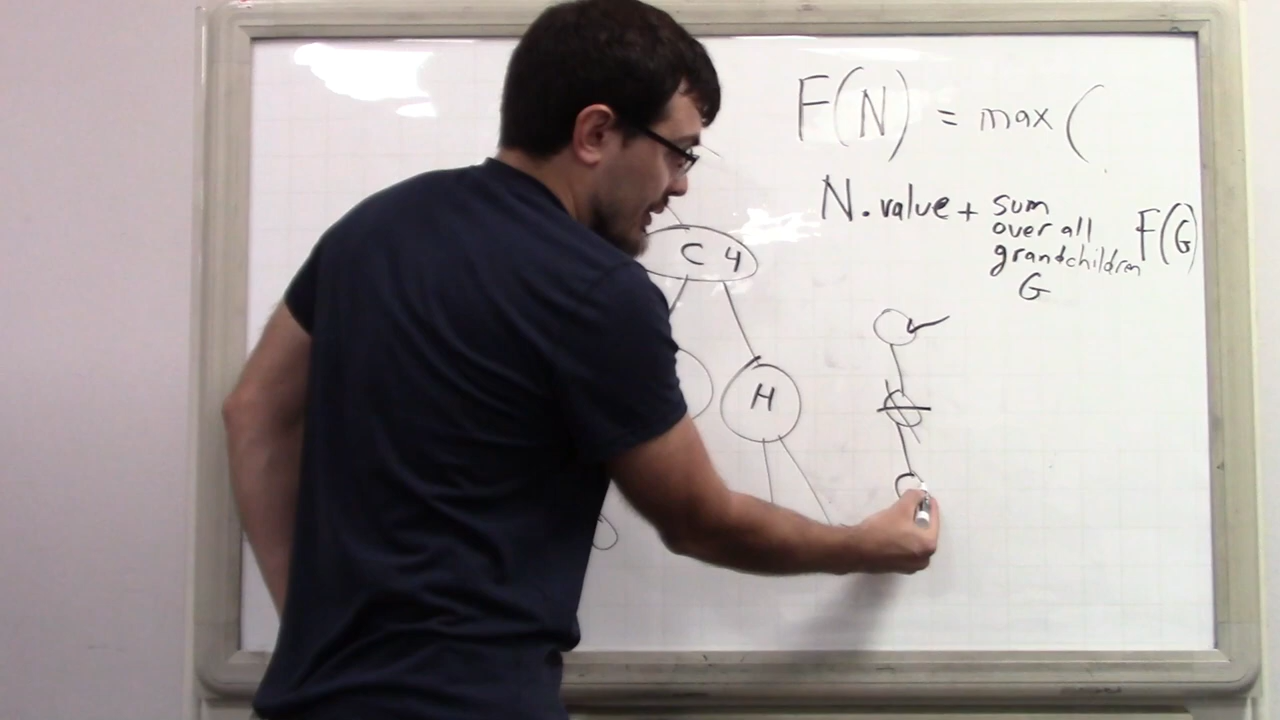 F(N) = max (
N.value + sum over all grandchildren G F(G)
C 4
H